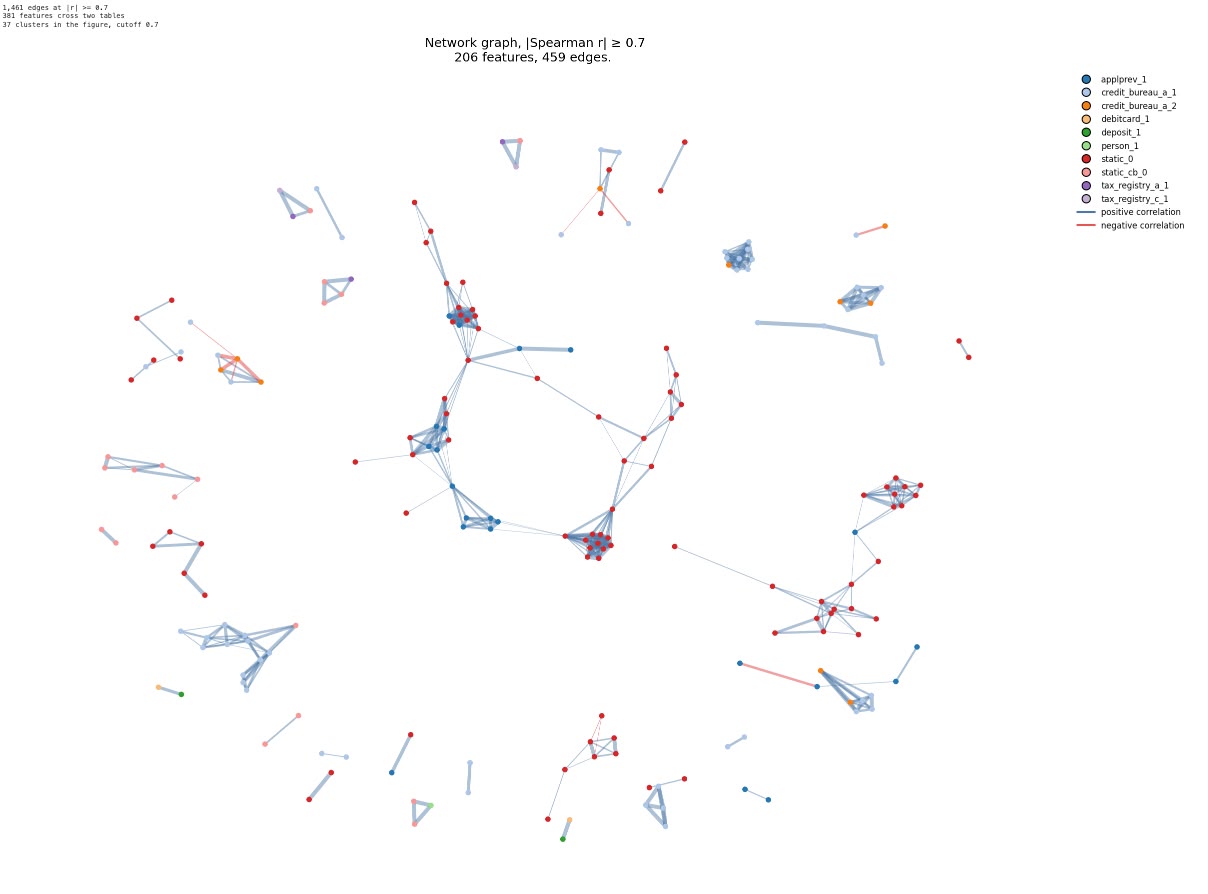 1,461 edges at |r| >= 0.7
381 features cross two tables
37 clusters in the figure, cutoff 0.7
Network graph, |Spearman r| ≥ 0.7
206 features, 459 edges.
applprev_1
credit_bureau_a_1
credit_bureau_a_2
debitcard_1
deposit_1
person_1
static_0
static_cb_0
tax_registry_a_1
tax_registry_c_1
positive correlation
negative correlation